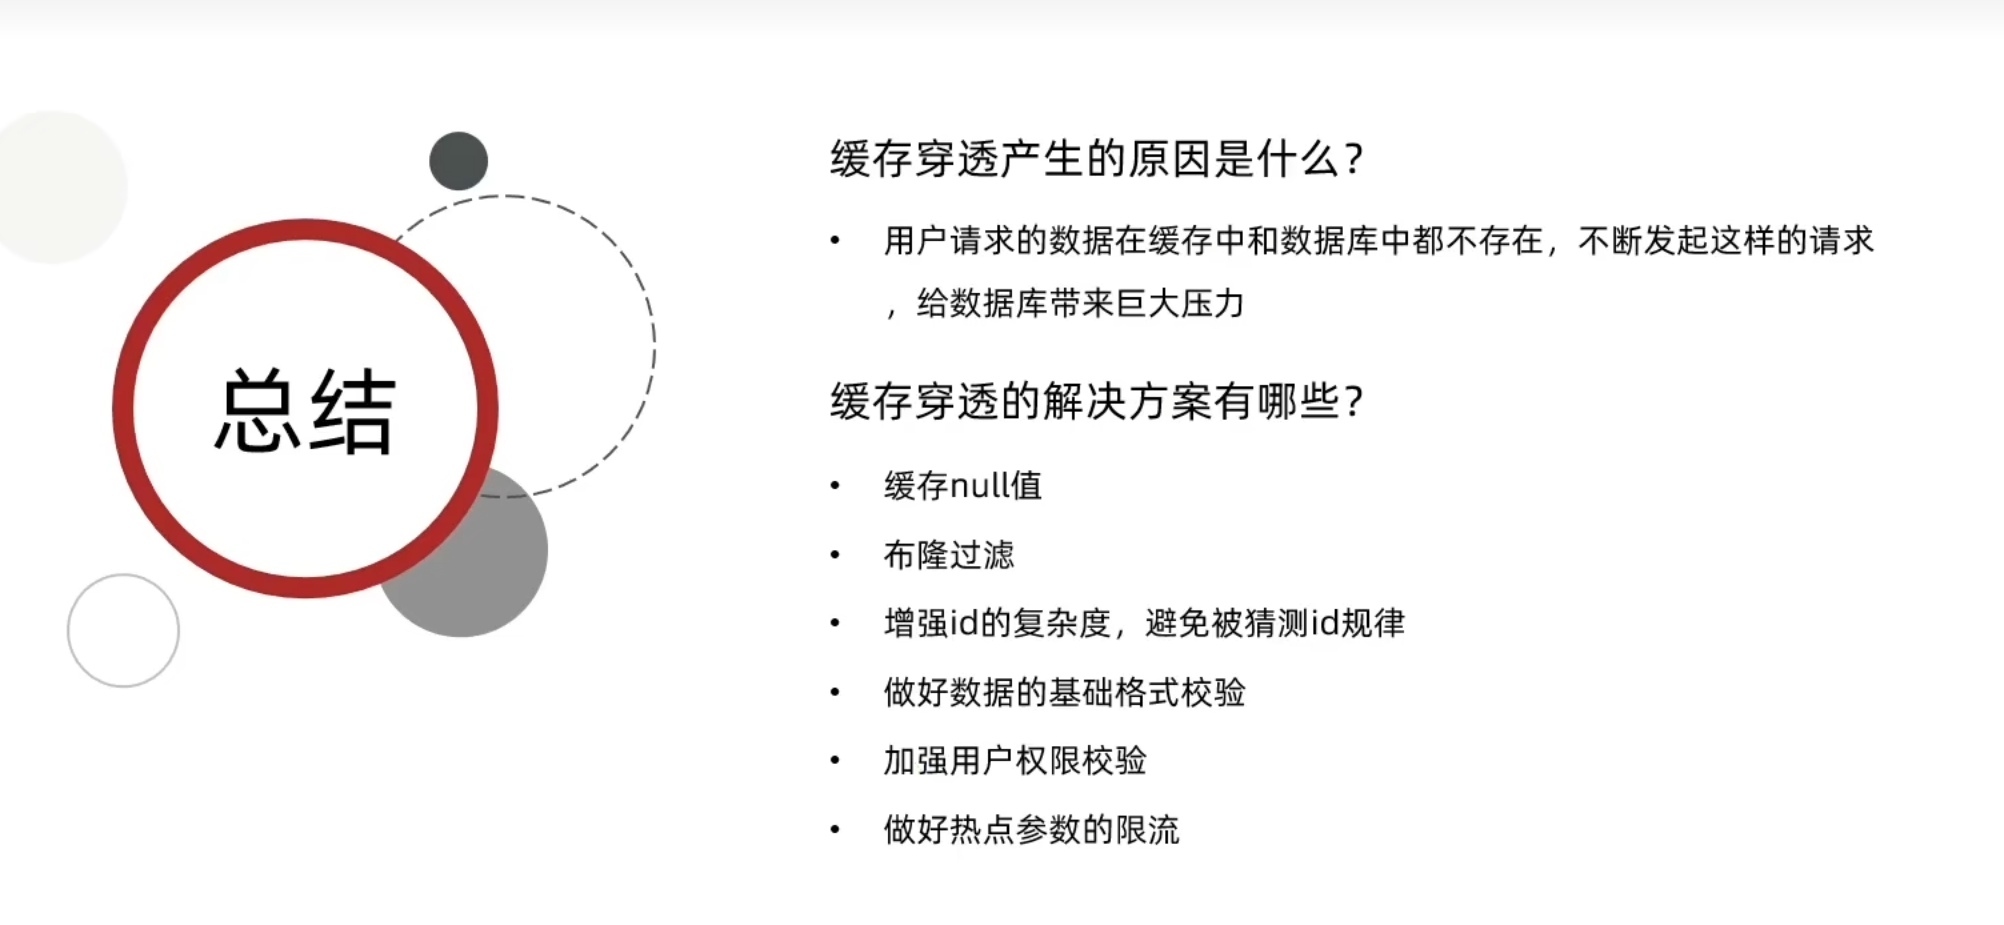 总结
缓存穿透产生的原因是什么？
• 用户请求的数据在缓存中和数据库中都不存在，不断发起这样的请求
，给数据库带来巨大压力
缓存穿透的解决方案有哪些？
• 缓存null值
• 布隆过滤
• 增强id的复杂度，避免被猜测id规律
• 做好数据的基础格式校验
• 加强用户权限校验
• 做好热点参数的限流